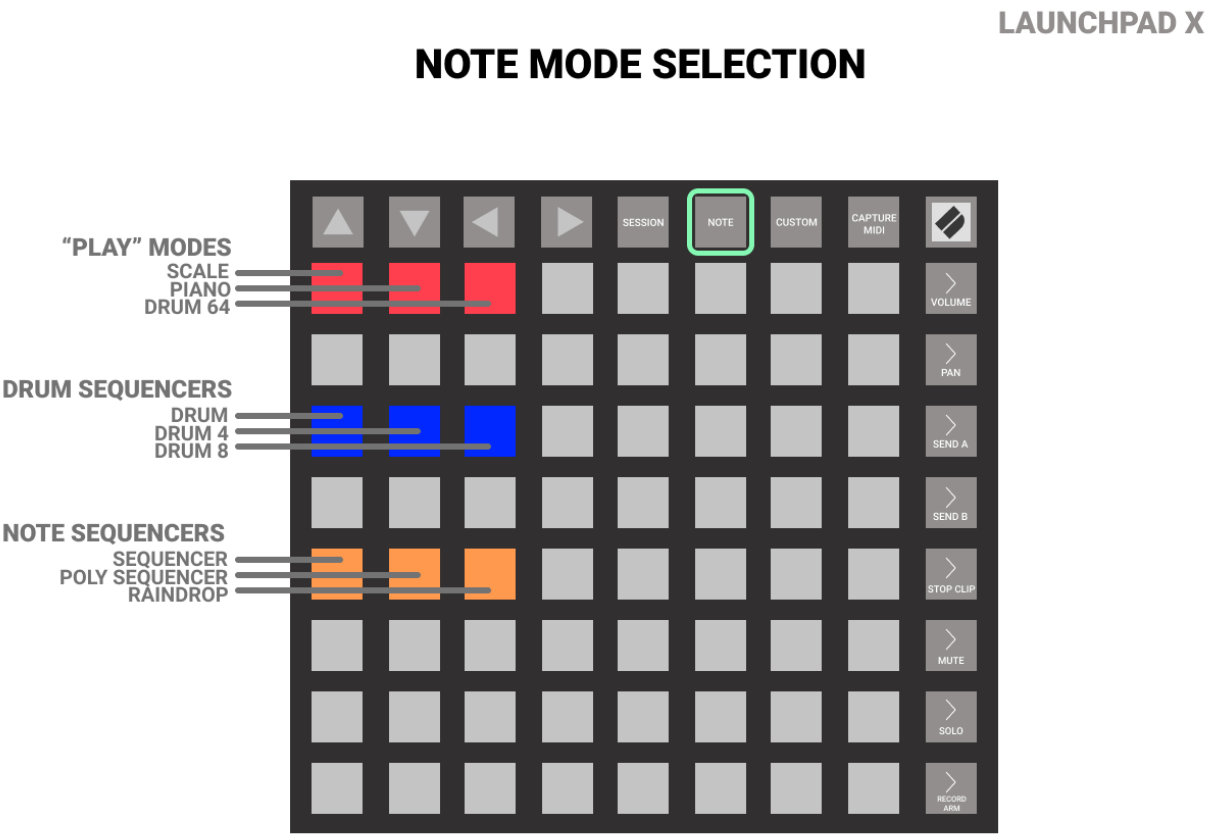 LAUNCHPAD X
NOTE MODE SELECTION
SESSION
NOTE
CUSTOM
CAPTURE
MIDI
“PLAY” MODES
SCALE
PIANO
DRUM 64
VOLUME
PAN
DRUM SEQUENCERS
DRUM
DRUM 4
DRUM 8
SEND A
SEND B
NOTE SEQUENCERS
SEQUENCER
POLY SEQUENCER
RAINDROP
STOP CLIP
MUTE
SOLO
RECORD
ARM